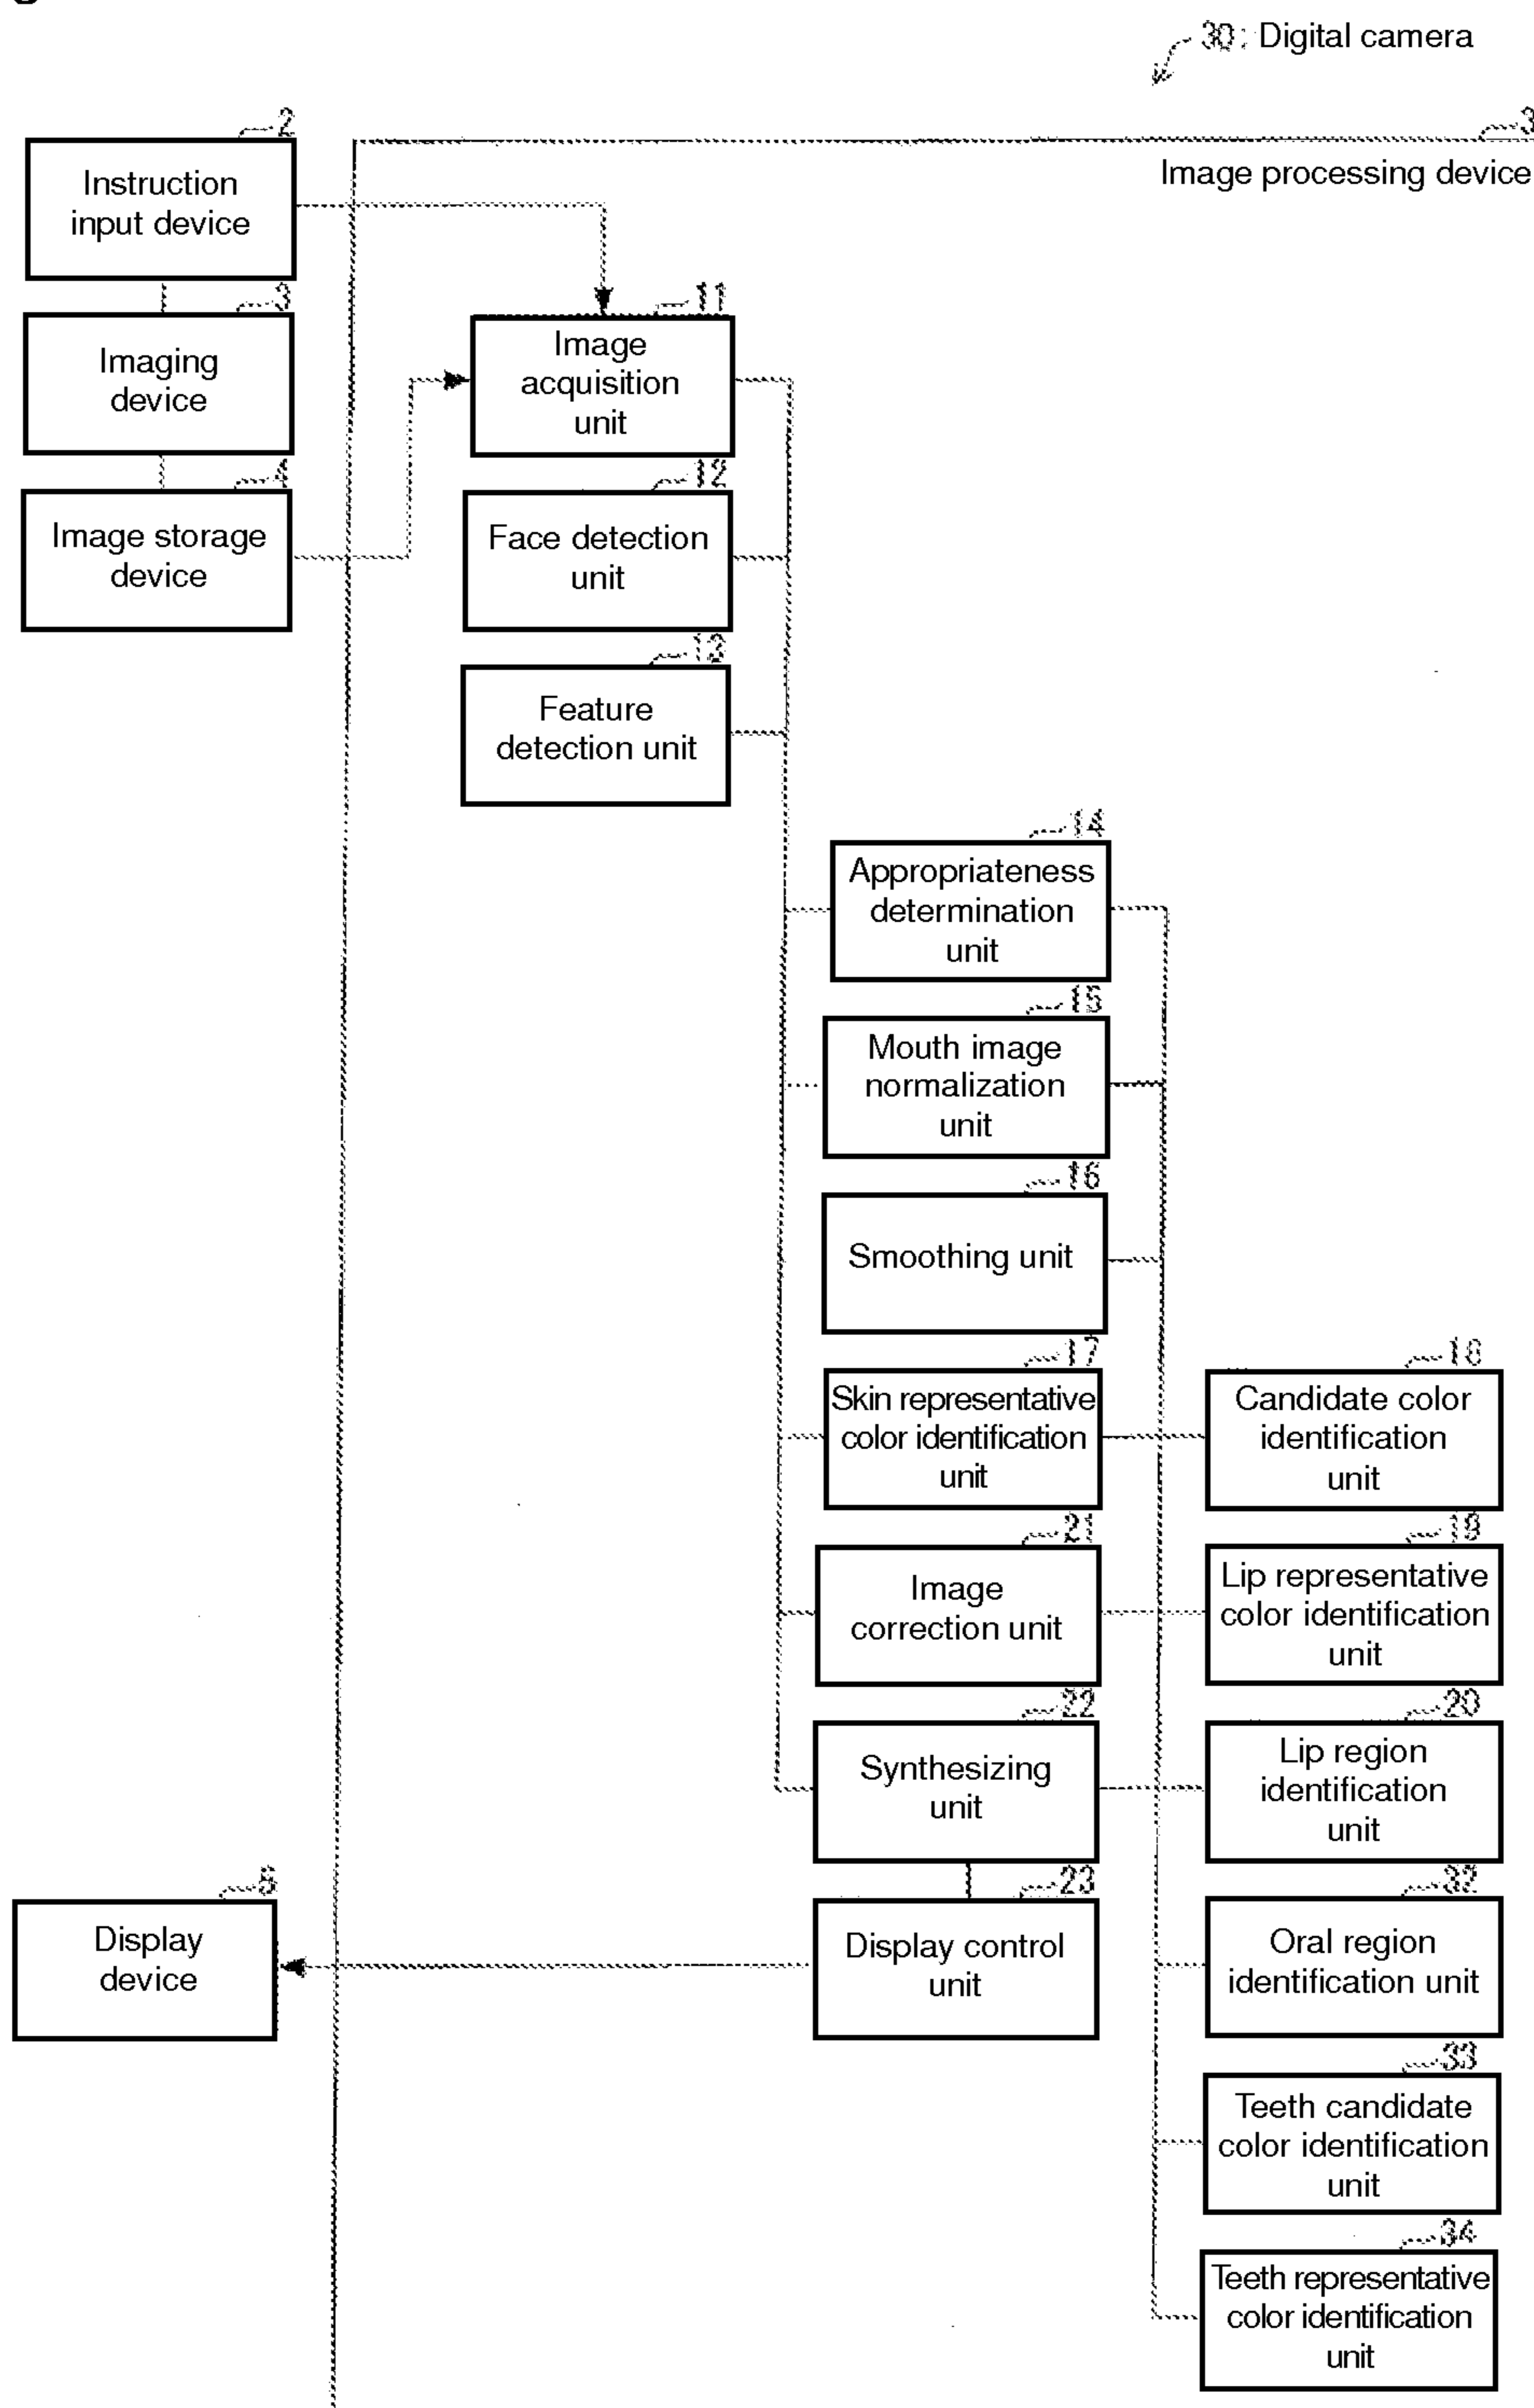 30: Digital camera
2
Instruction
input device
Image processing device
3
Imaging
device
11
Image
acquisition
unit
4
Image storage
device
12
Face detection
unit
13
Feature
detection unit
14
Appropriateness
determination
unit
15
Mouth image
normalization
unit
16
Smoothing unit
17
Skin representative
color identification
unit
Candidate color
identification
unit
21
Image
correction unit
19
Lip representative
color identification
unit
22
Synthesizing
unit
20
Lip region
identification
unit
5
Display
device
23
Display control
unit
32
Oral region
identification unit
33
Teeth candidate
color identification
unit
34
Teeth representative
color identification
unit